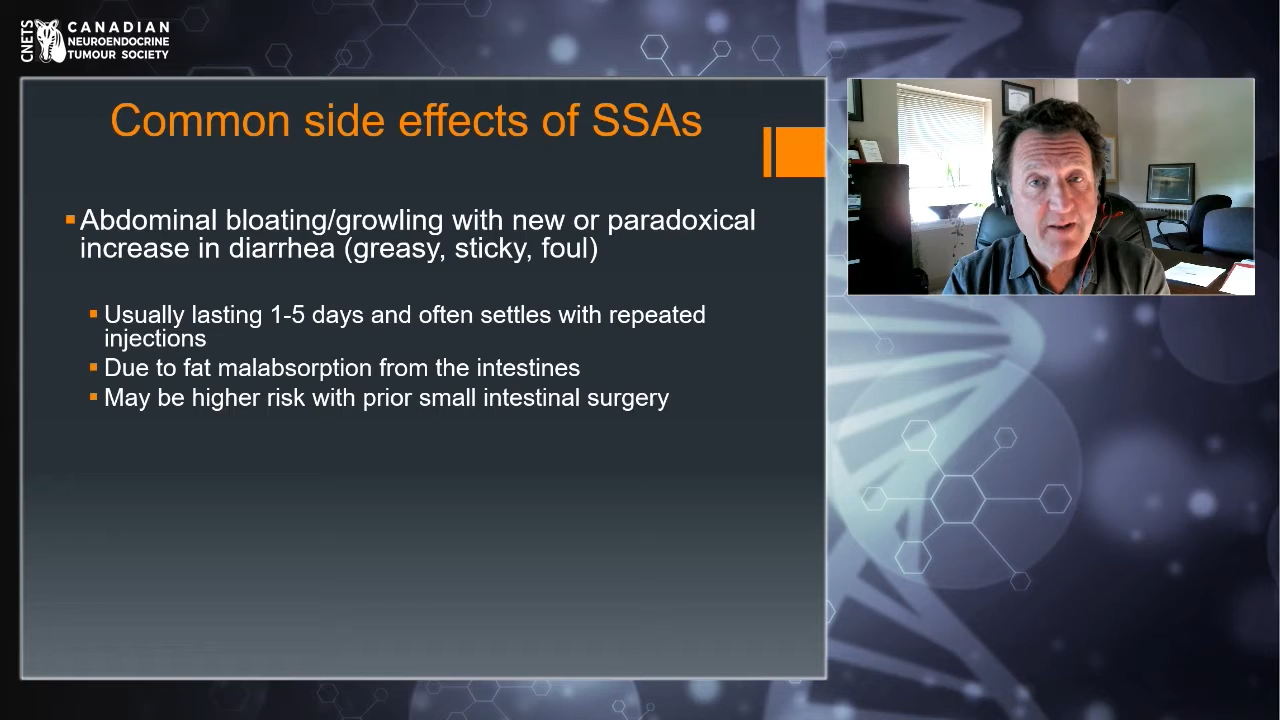 CNETS
CANADIAN
NEUROENDOCRINE
TUMOUR SOCIETY
Common side effects of SSAs
Abdominal bloating/growling with new or paradoxical
increase in diarrhea (greasy, sticky, foul)
Usually lasting 1-5 days and often settles with repeated
injections
Due to fat malabsorption from the intestines
May be higher risk with prior small intestinal surgery